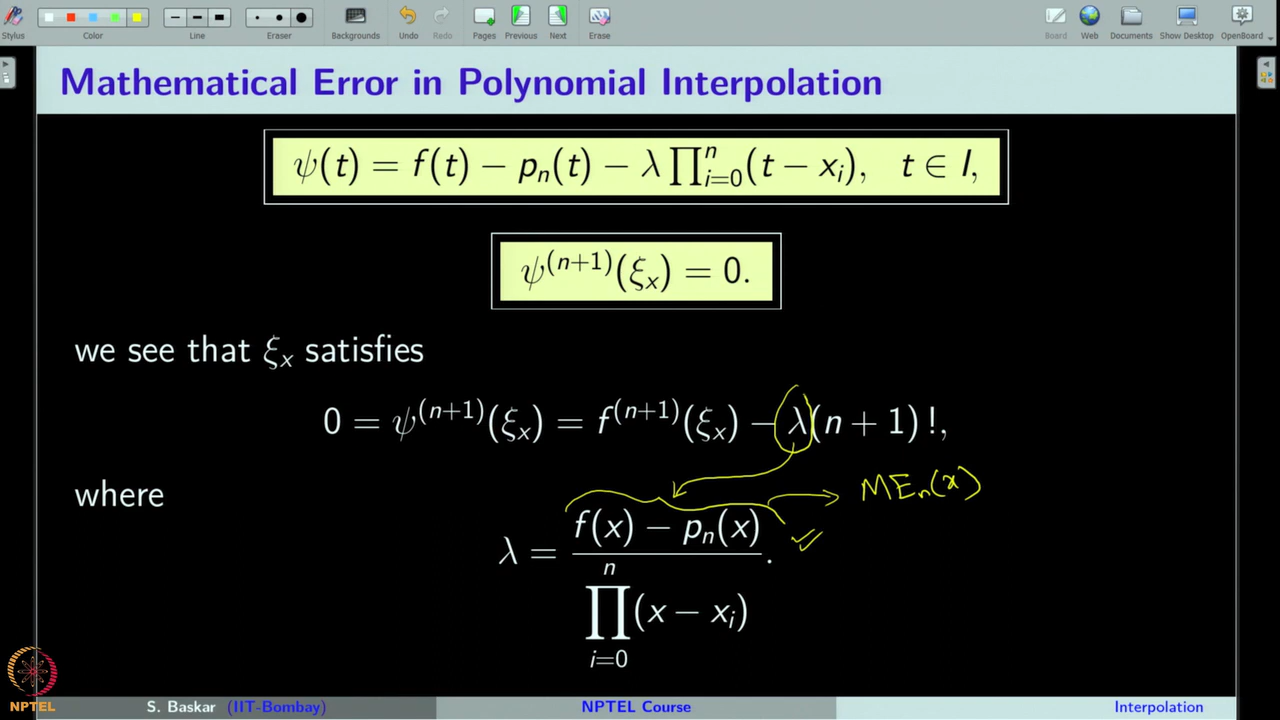 Stylus Color Line Eraser Backgrounds Undo Redo Pages Previous Next Erase Board Web Documents Show Desktop OpenBoard
Mathematical Error in Polynomial Interpolation
ψ(t) = f(t) − pₙ(t) − λ ∏ⁿᵢ₌₀(t − xᵢ), t ∈ I,
ψ⁽ⁿ⁺¹⁾(ξₓ) = 0.
we see that ξₓ satisfies
0 = ψ⁽ⁿ⁺¹⁾(ξₓ) = f⁽ⁿ⁺¹⁾(ξₓ) − λ(n + 1) !,
where
MEₙ(x)
f(x) − pₙ(x)
λ = .
n
∏(x − xᵢ)
i=0
NPTEL
S. Baskar (IIT-Bombay) NPTEL Course Interpolation